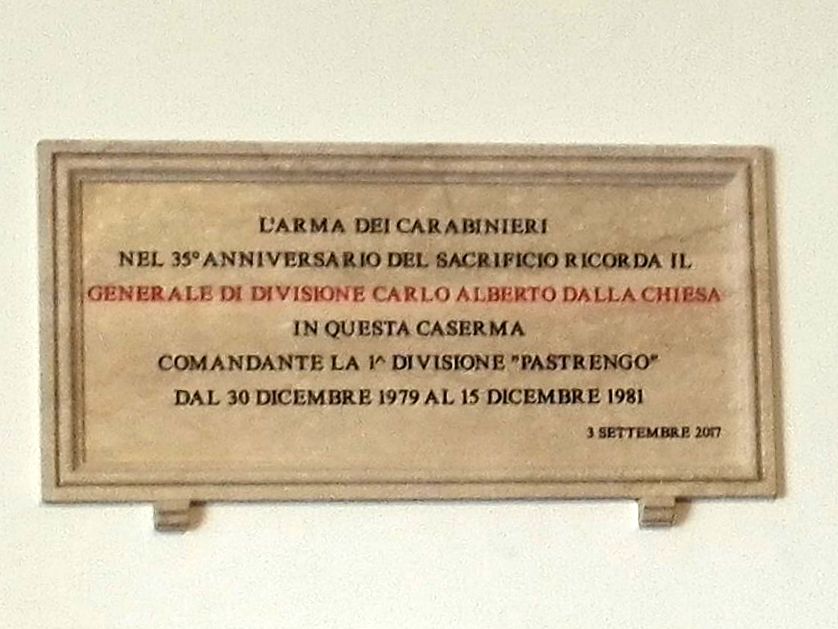 L'ARMA DEI CARABINIERI
NEL 35° ANNIVERSARIO DEL SACRIFICIO RICORDA IL
GENERALE DI DIVISIONE CARLO ALBERTO DALLA CHIESA
IN QUESTA CASERMA
COMANDANTE LA 1^ DIVISIONE "PASTRENGO"
DAL 30 DICEMBRE 1979 AL 15 DICEMBRE 1981
3 SETTEMBRE 2017